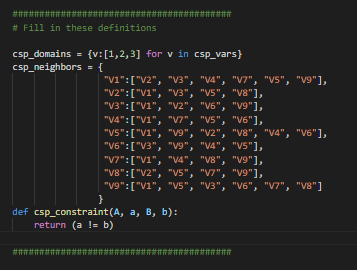 ##########################################
# Fill in these definitions
csp_domains = {v:[1,2,3] for v in csp_vars}
csp_neighbors = {
"V1":["V2", "V3", "V4", "V7", "V5", "V9"],
"V2":["V1", "V3", "V5", "V8"],
"V3":["V1", "V2", "V6", "V9"],
"V4":["V1", "V5", "V6", "V7"],
"V5":["V1", "V9", "V2", "V8", "V4", "V6"],
"V6":["V3", "V9", "V4", "V5"],
"V7":["V1", "V4", "V8", "V9"],
"V8":["V2", "V5", "V7", "V9"],
"V9":["V1", "V5", "V3", "V6", "V7", "V8"]
}
def csp_constraint(A, a, B, b):
return (a != b)
##########################################